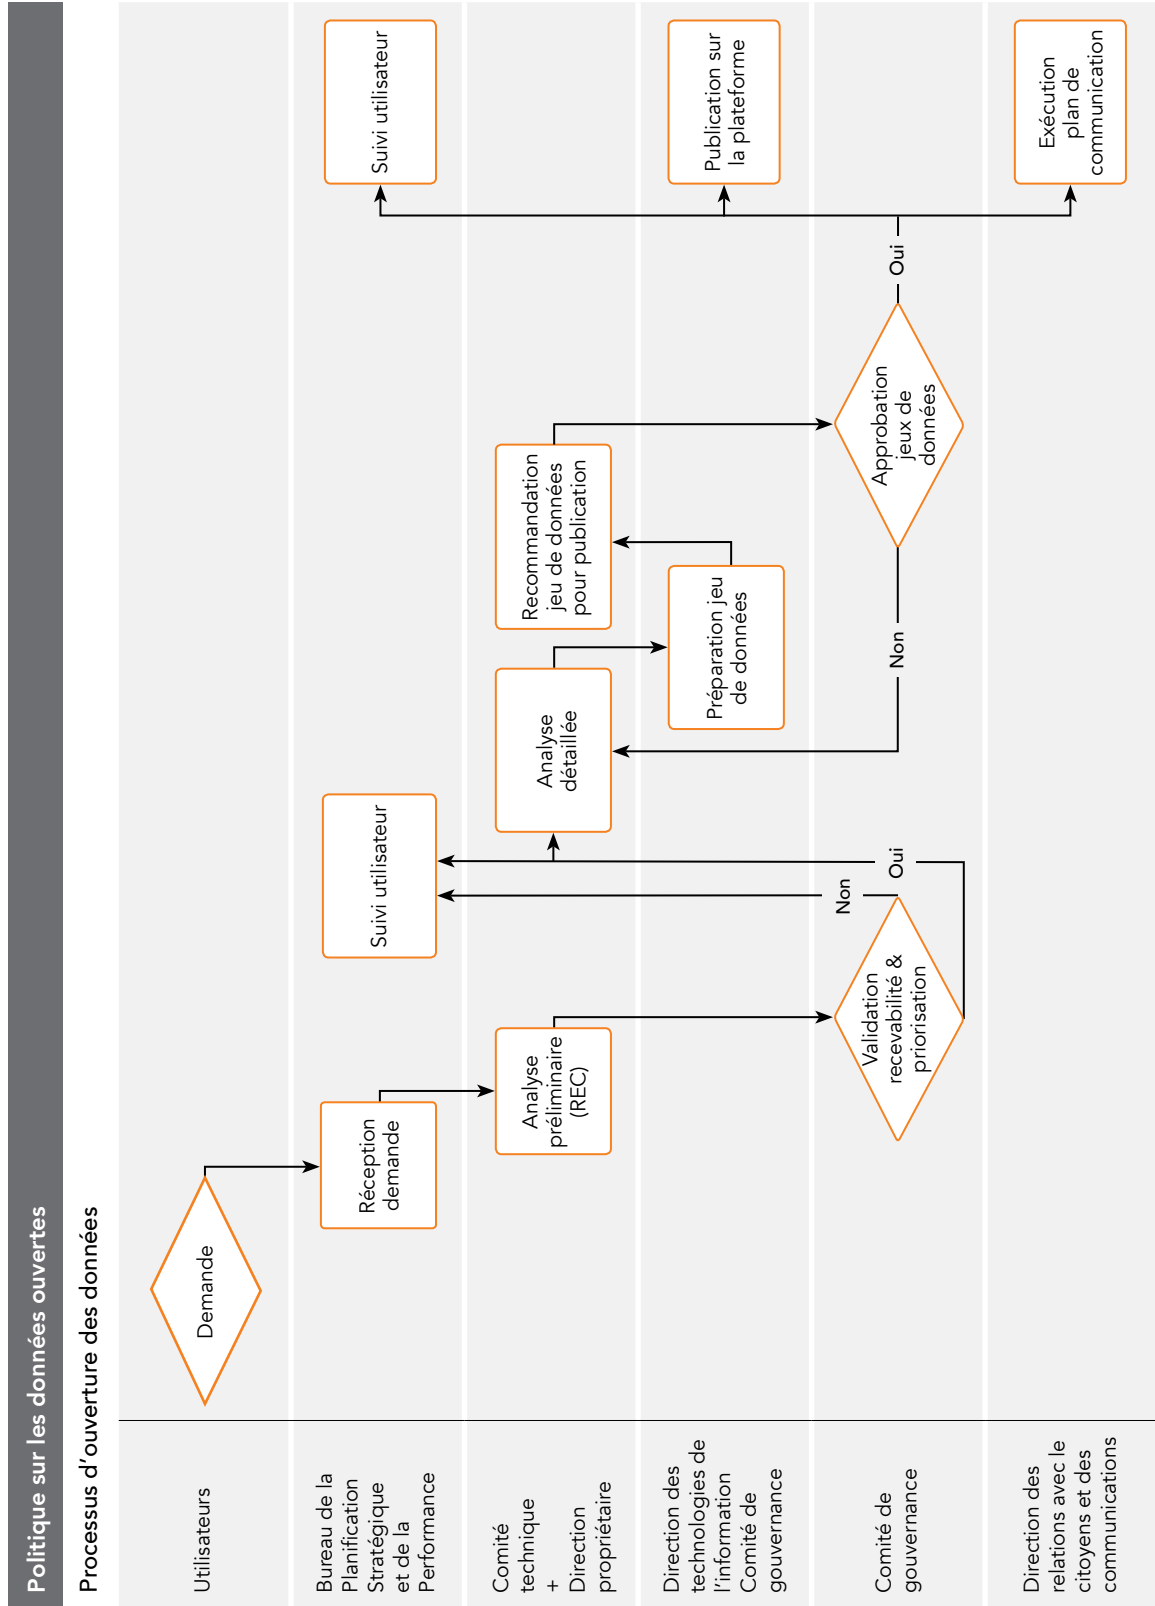 Politique sur les données ouvertes
Processus d’ouverture des données
Utilisateurs
Demande
Bureau de la
Planification
Stratégique
et de la
Performance
Réception
demande
Suivi utilisateur
Suivi utilisateur
Comité
technique
+
Direction
propriétaire
Analyse
préliminaire
(REC)
Analyse
détaillée
Recommandation
jeu de données
pour publication
Direction des
technologies de
l’information
Comité de
gouvernance
Préparation jeu
de données
Publication sur
la plateforme
Comité de
gouvernance
Validation
recevabilité &
priorisation
Non
Oui
Non
Approbation
jeux de
données
Oui
Direction des
relations avec le
citoyens et des
communications
Exécution
plan de
communication